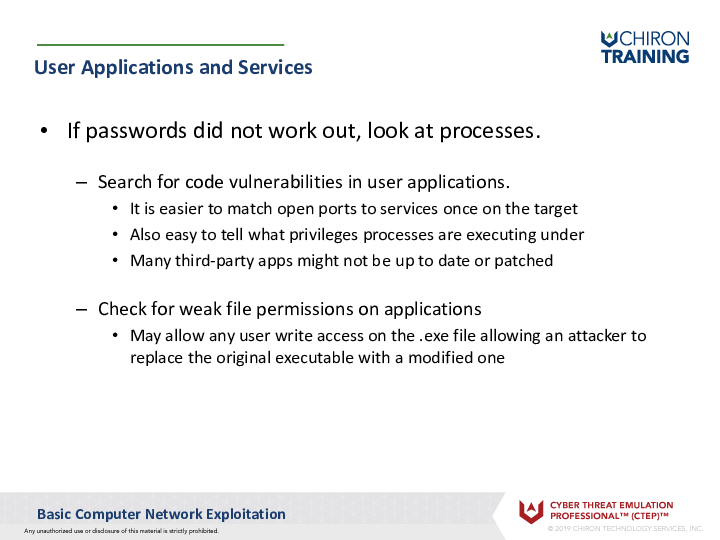 CHIRON
TRAINING
User Applications and Services
• If passwords did not work out, look at processes.
– Search for code vulnerabilities in user applications.
• It is easier to match open ports to services once on the target
• Also easy to tell what privileges processes are executing under
• Many third-party apps might not be up to date or patched
– Check for weak file permissions on applications
• May allow any user write access on the .exe file allowing an attacker to
replace the original executable with a modified one
Basic Computer Network Exploitation
Any unauthorized use or disclosure of this material is strictly prohibited.
CYBER THREAT EMULATION
PROFESSIONAL™ (CTEP)™
© 2019 CHIRON TECHNOLOGY SERVICES, INC.